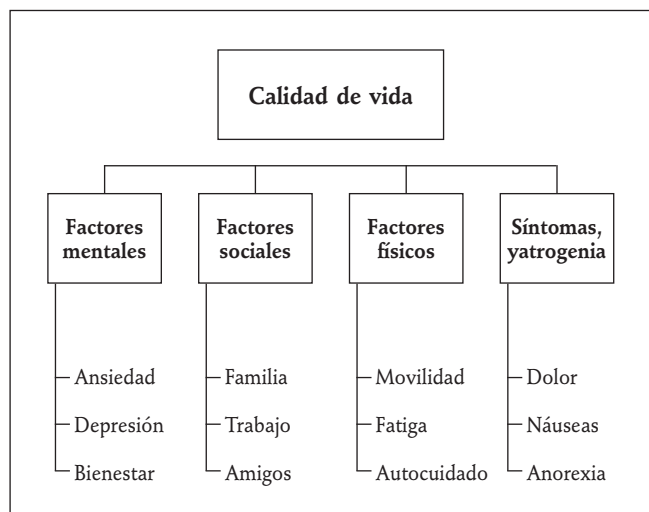 Calidad de vida
Factores
mentales
Factores
sociales
Factores
físicos
Síntomas,
yatrogenia
Ansiedad
Depresión
Bienestar
Familia
Trabajo
Amigos
Movilidad
Fatiga
Autocuidado
Dolor
Náuseas
Anorexia